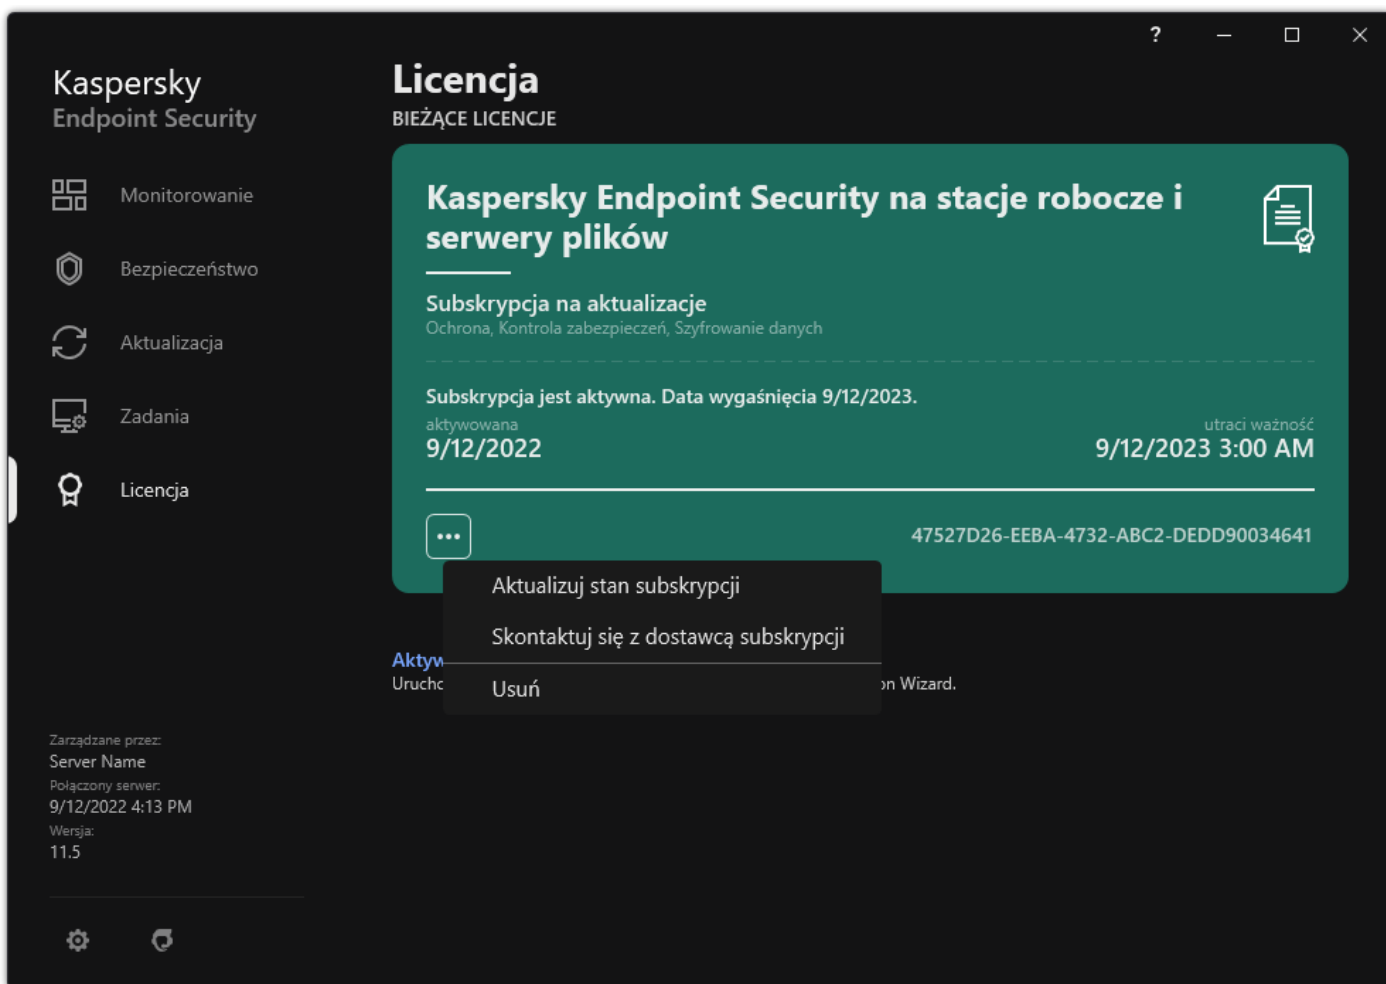 ?
Kaspersky
Endpoint Security
Monitorowanie
Bezpieczeństwo
Aktualizacja
Zadania
Licencja
Zarządzane przez:
Server Name
Połączony serwer:
9/12/2022 4:13 PM
Wersja:
11.5
Licencja
BIEŻĄCE LICENCJE
Kaspersky Endpoint Security na stacje robocze i
serwery plików
Subskrypcja na aktualizacje
Ochrona, Kontrola zabezpieczeń, Szyfrowanie danych
Subskrypcja jest aktywna. Data wygaśnięcia 9/12/2023.
aktywowana utraci ważność
9/12/2022 9/12/2023 3:00 AM
47527D26-EEBA-4732-ABC2-DEDD90034641
Aktualizuj stan subskrypcji
Skontaktuj się z dostawcą subskrypcji
Usuń
Wizard.